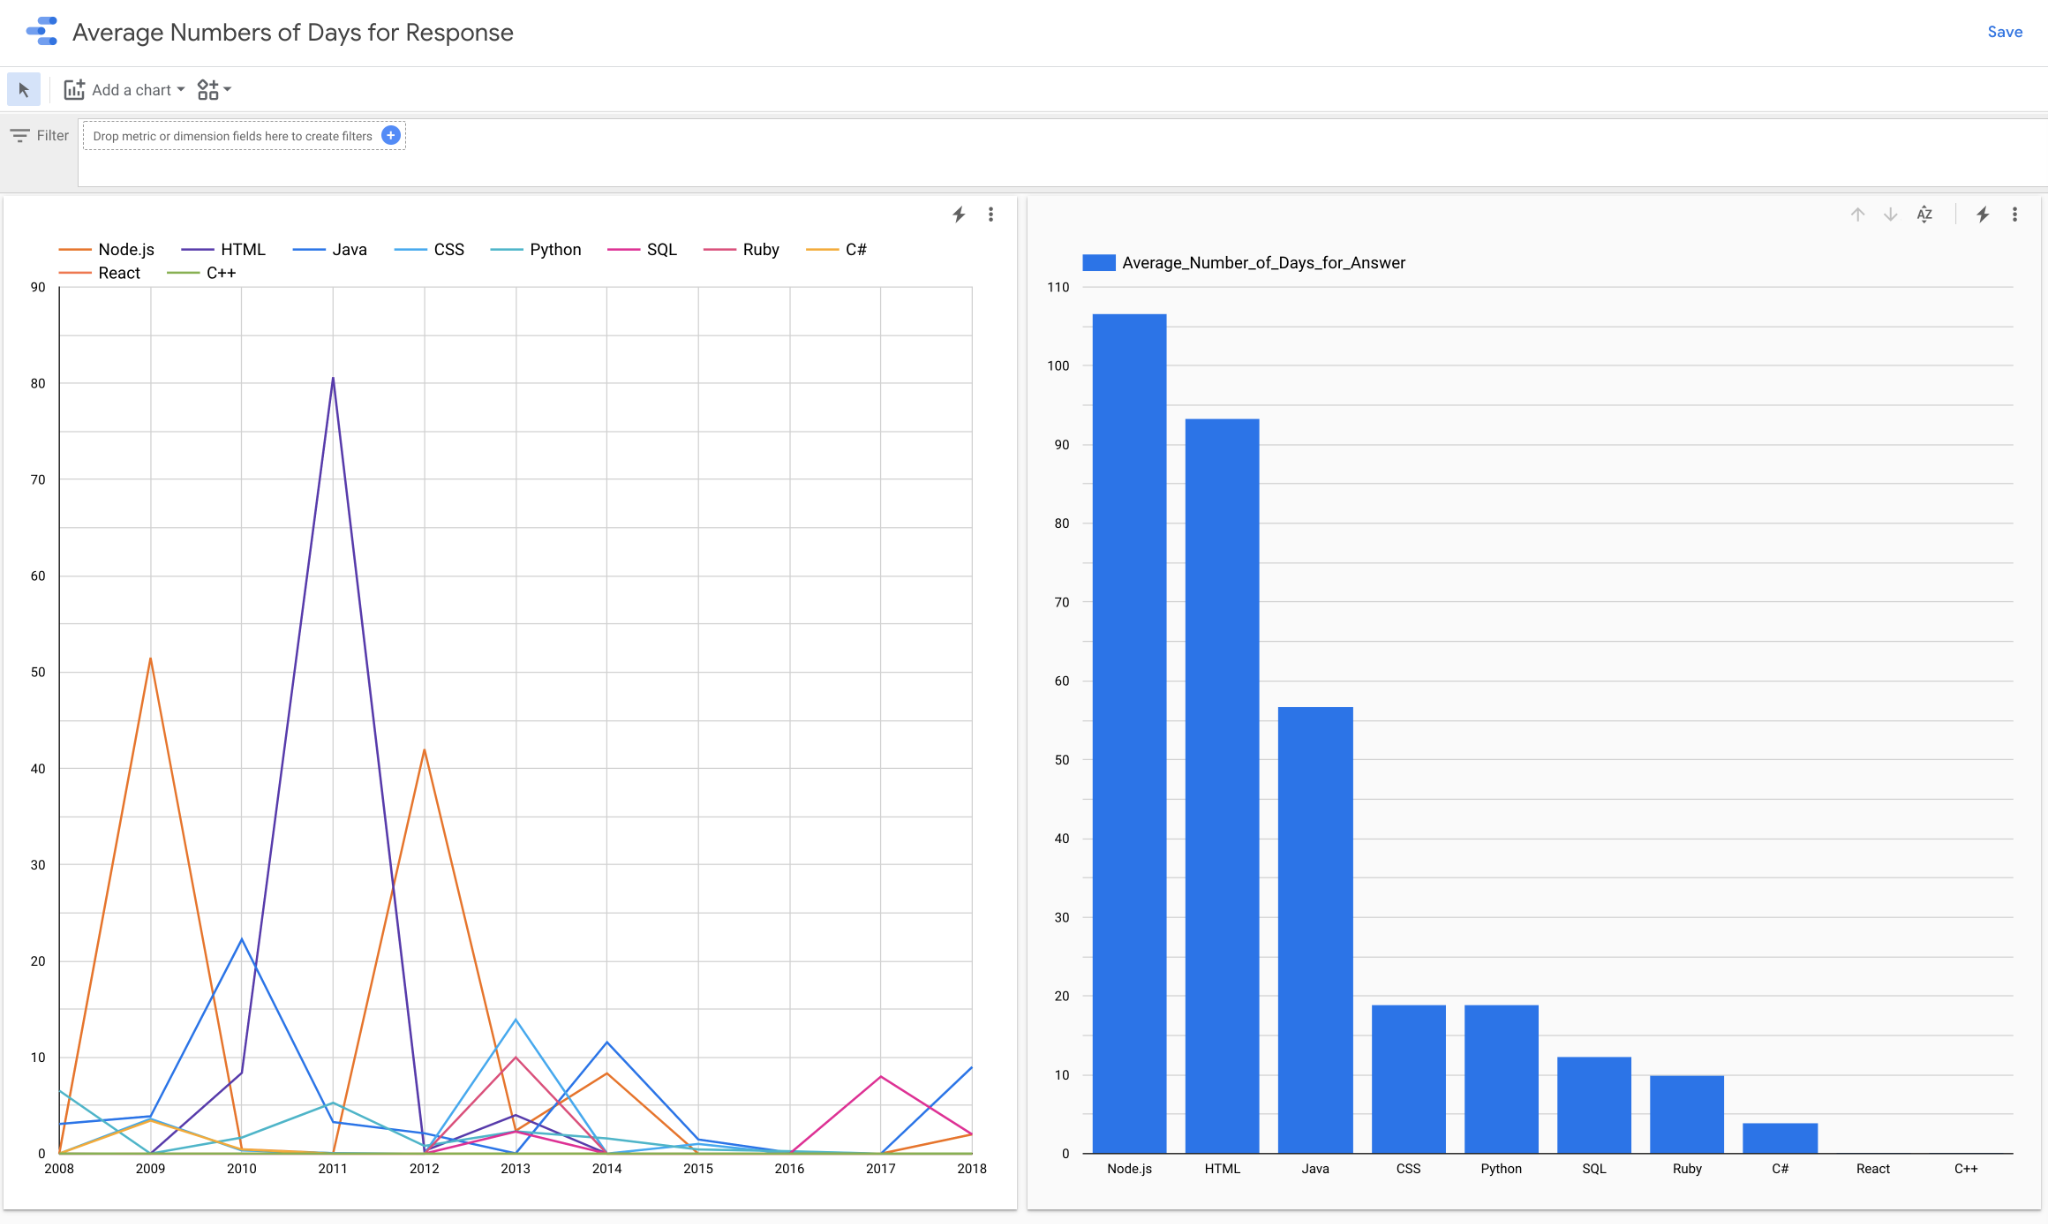 Average Numbers of Days for Response
Save
Add a chart
Filter
Drop metric or dimension fields here to create filters
Node.js HTML Java CSS Python SQL Ruby C#
React C++
90
80
70
60
50
40
30
20
10
0
2008 2009 2010 2011 2012 2013 2014 2015 2016 2017 2018
AZ
Average_Number_of_Days_for_Answer
110
100
90
80
70
60
50
40
30
20
10
0
Node.js HTML Java CSS Python SQL Ruby C# React C++